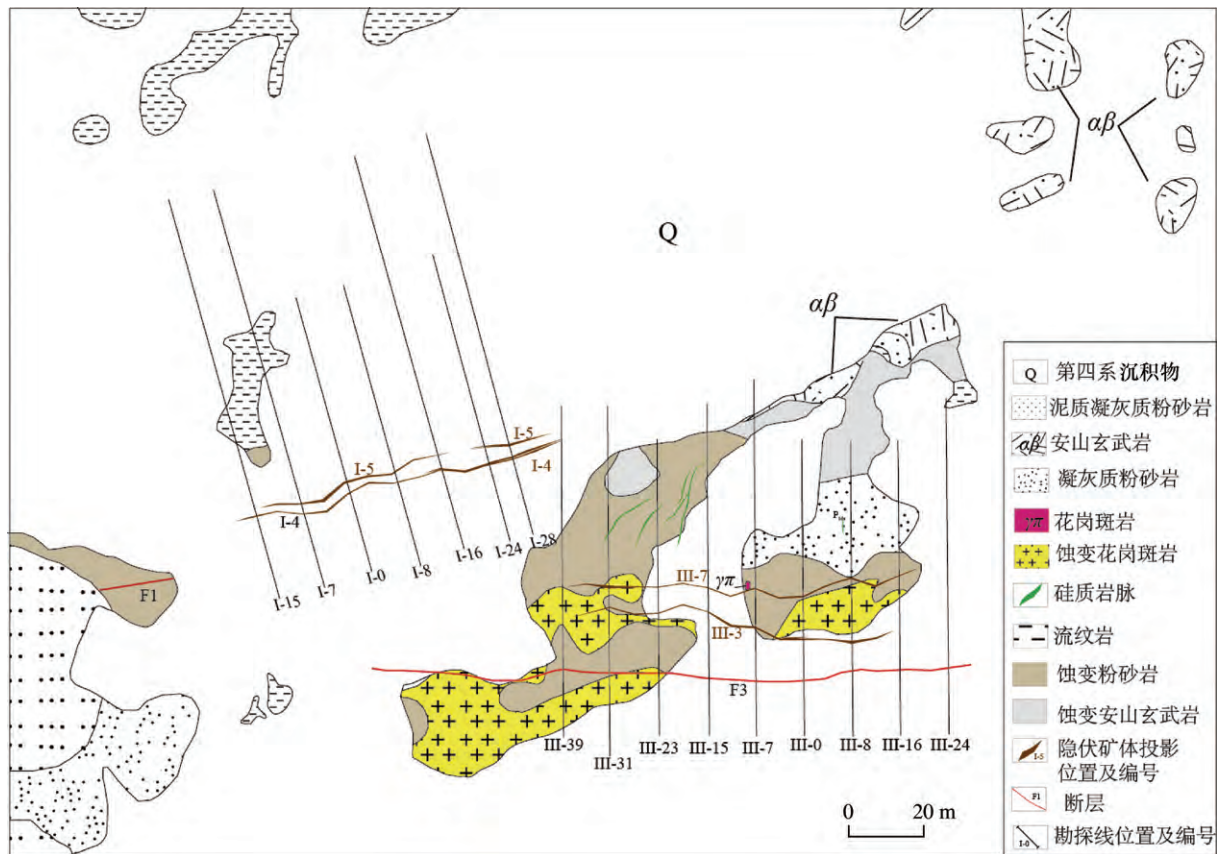 αβ
Q
αβ
I-5
I-5
I-4
I-4
I-28
I-24
I-16
I-8
I-0
I-7
I-15
F1
III-7
γπ
III-3
F3
III-39
III-31
III-23
III-15
III-7
III-0
III-8
III-16
III-24
0 20 m
Q 第四系沉积物
泥质凝灰质粉砂岩
αβ 安山玄武岩
凝灰质粉砂岩
γπ 花岗斑岩
蚀变花岗斑岩
硅质岩脉
流纹岩
蚀变粉砂岩
蚀变安山玄武岩
I-5 隐伏矿体投影
位置及编号
F1 断层
I-0 勘探线位置及编号